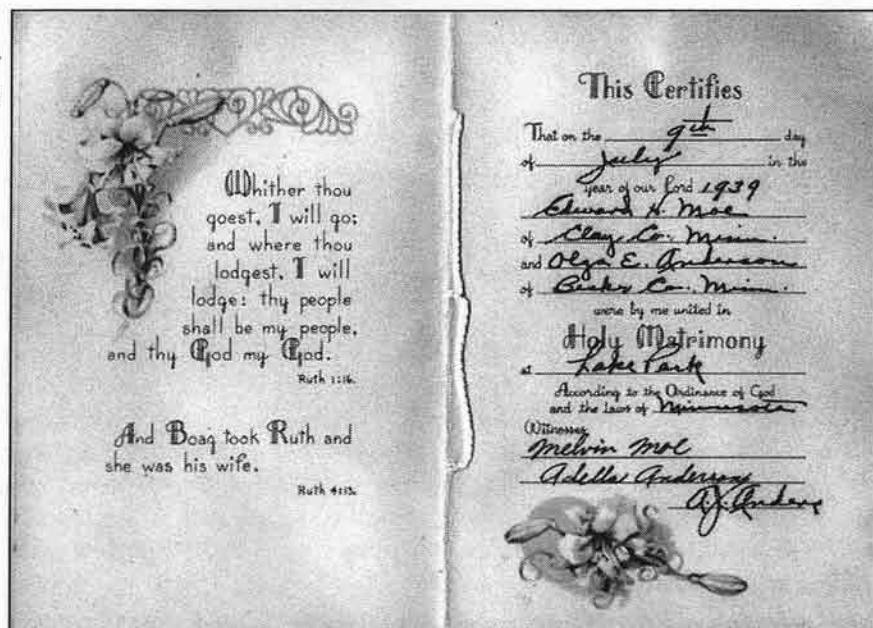 Whither thou
goest, I will go;
and where thou
lodgest, I will
lodge: thy people
shall be my people,
and thy God my God.
Ruth 1:16.
And Boaz took Ruth and
she was his wife.
Ruth 4:13.
This Certifies
That on the 9th day
of July in the
year of our Lord 1939
Edward H. Moe
of Clay Co. Minn.
and Olga E. Anderson
of Becker Co. Minn.
were by me united in
Holy Matrimony
at Lake Park
According to the Ordinance of God
and the Laws of Minnesota
Witnesses
Melvin Moe
Adella Anderson
A.J.